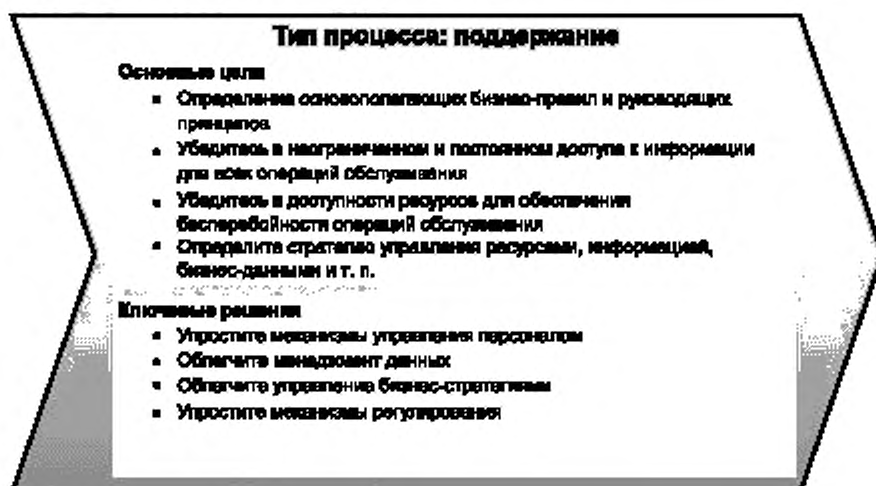 Тип процесса: поддержание
Основные цели
▪ Определение основополагающих бизнес-правил и руководящих
принципов
▪ Убедитесь в неограниченном и постоянном доступе к информации
для всех операций обслуживания
▪ Убедитесь в доступности ресурсов для обеспечения
бесперебойности операций обслуживания
▪ Определите стратегию управления ресурсами, информацией,
бизнес-данными и т. п.
Ключевые решения
▪ Упростите механизмы управления персоналом
▪ Облегчите менеджмент данных
▪ Облегчите управление бизнес-стратегиями
▪ Упростите механизмы регулирования